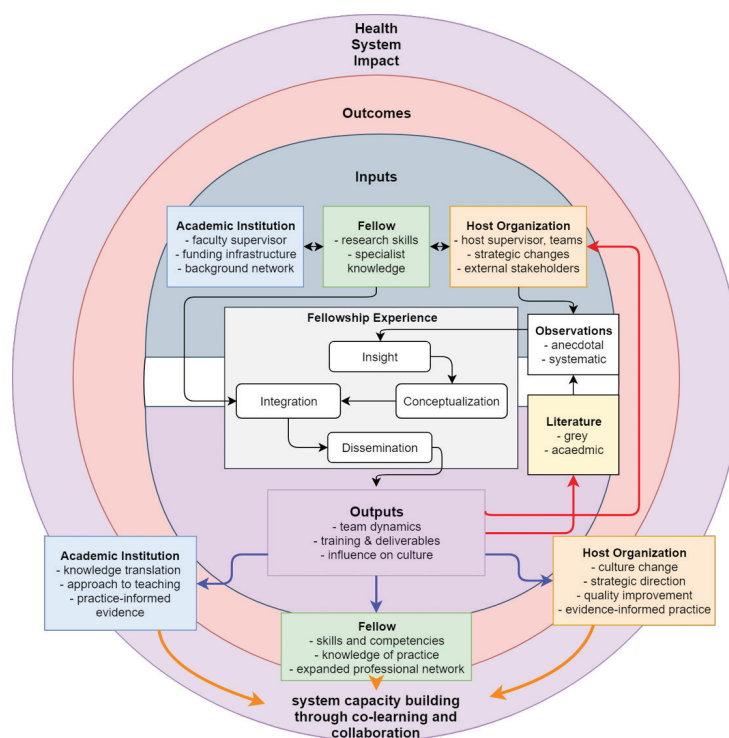 Health
System
Impact
Outcomes
Inputs
Academic Institution
- faculty supervisor
- funding infrastructure
- background network
Fellow
- research skills
- specialist
knowledge
Host Organization
- host supervisor, teams
- strategic changes
- external stakeholders
Fellowship Experience
Insight
Integration
Conceptualization
Dissemination
Observations
- anecdotal
- systematic
Literature
- grey
- acaedmic
Outputs
- team dynamics
- training & deliverables
- influence on culture
Academic Institution
- knowledge translation
- approach to teaching
- practice-informed
evidence
Host Organization
- culture change
- strategic direction
- quality improvement
- evidence-informed practice
Fellow
- skills and competencies
- knowledge of practice
- expanded professional network
system capacity building
through co-learning and
collaboration